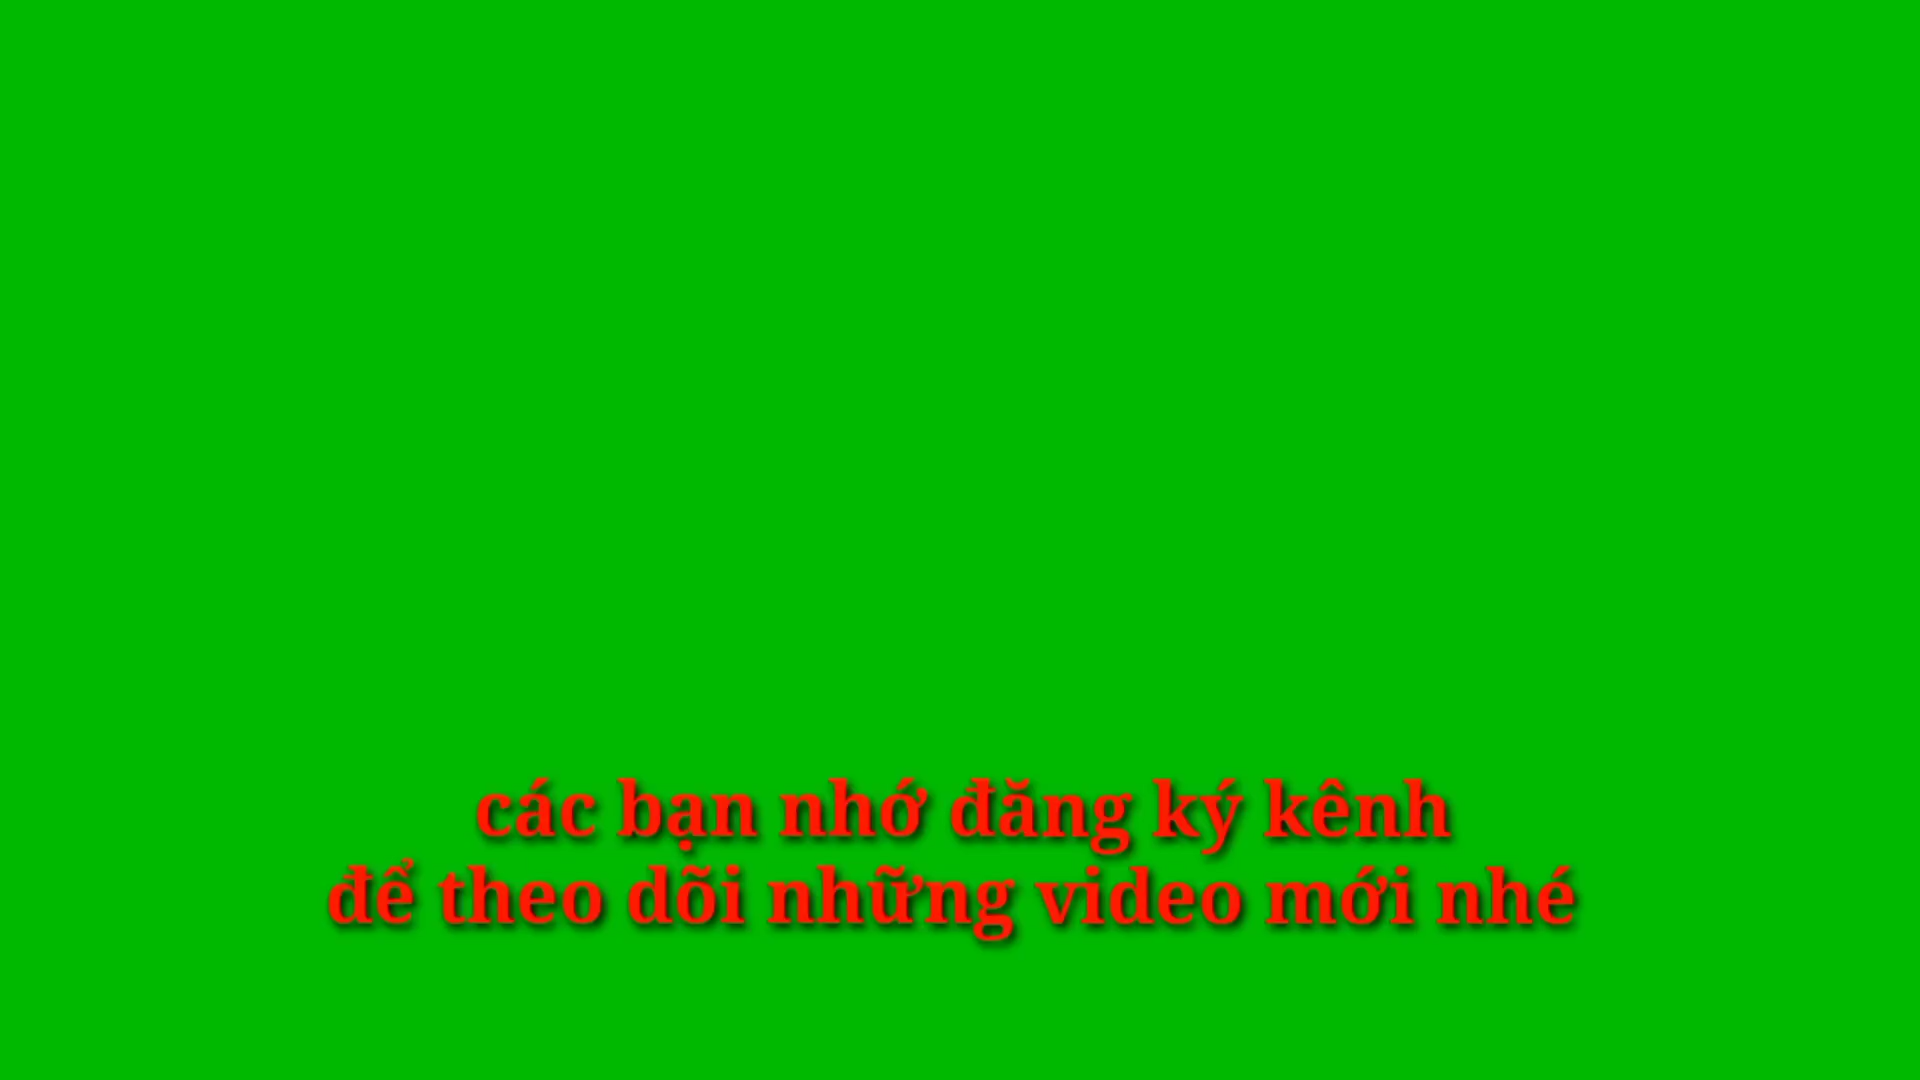 các bạn nhớ đăng ký kênh
để theo dõi những video mới nhé